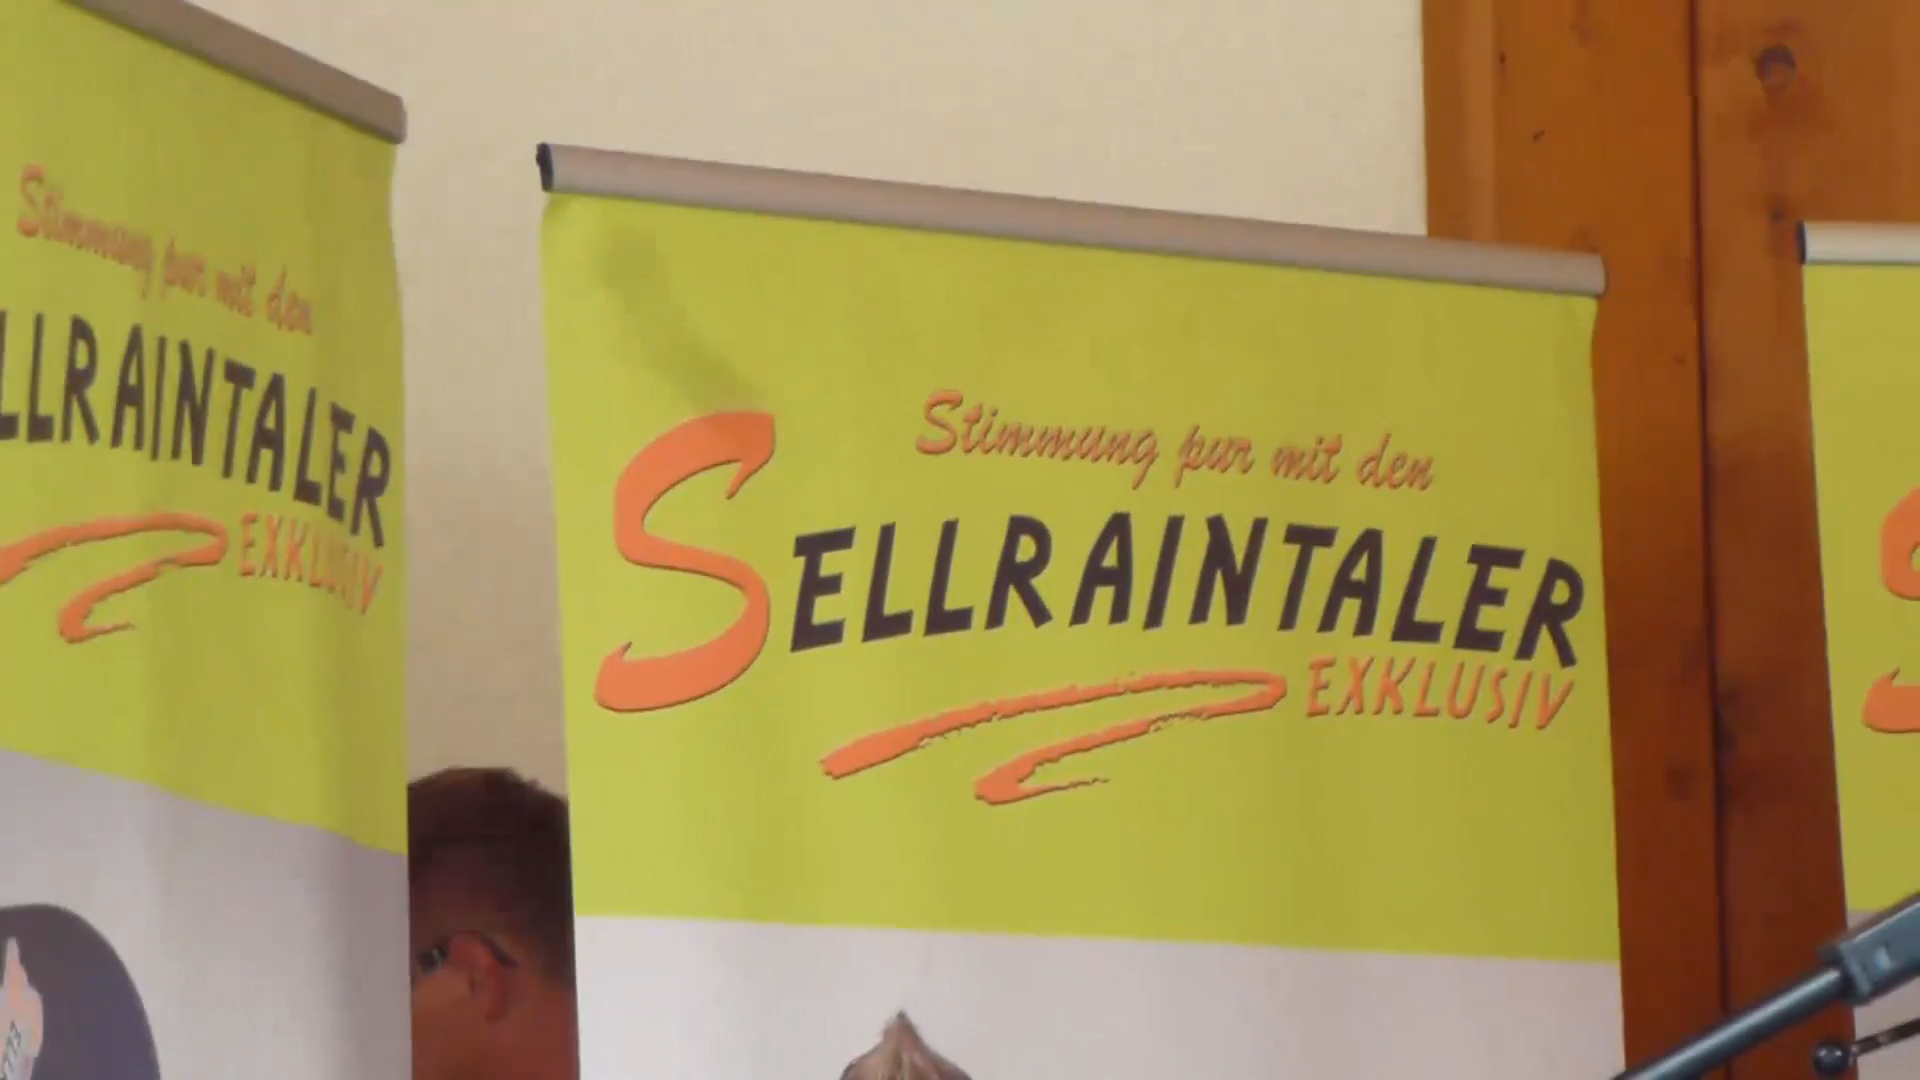 Stimmung pur mit den
LLRAINTALER
EXKLUSIV
Stimmung pur mit den
SELLRAINTALER
EXKLUSIV
S